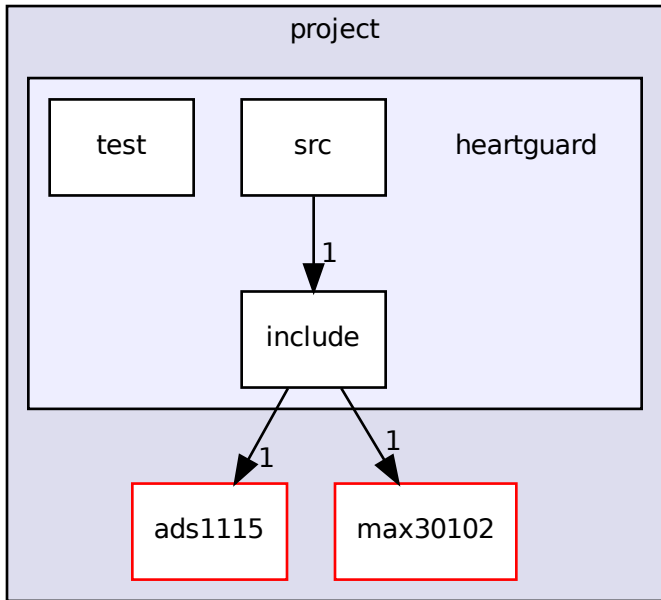 project
test
src
heartguard
1
include
1
1
ads1115
max30102